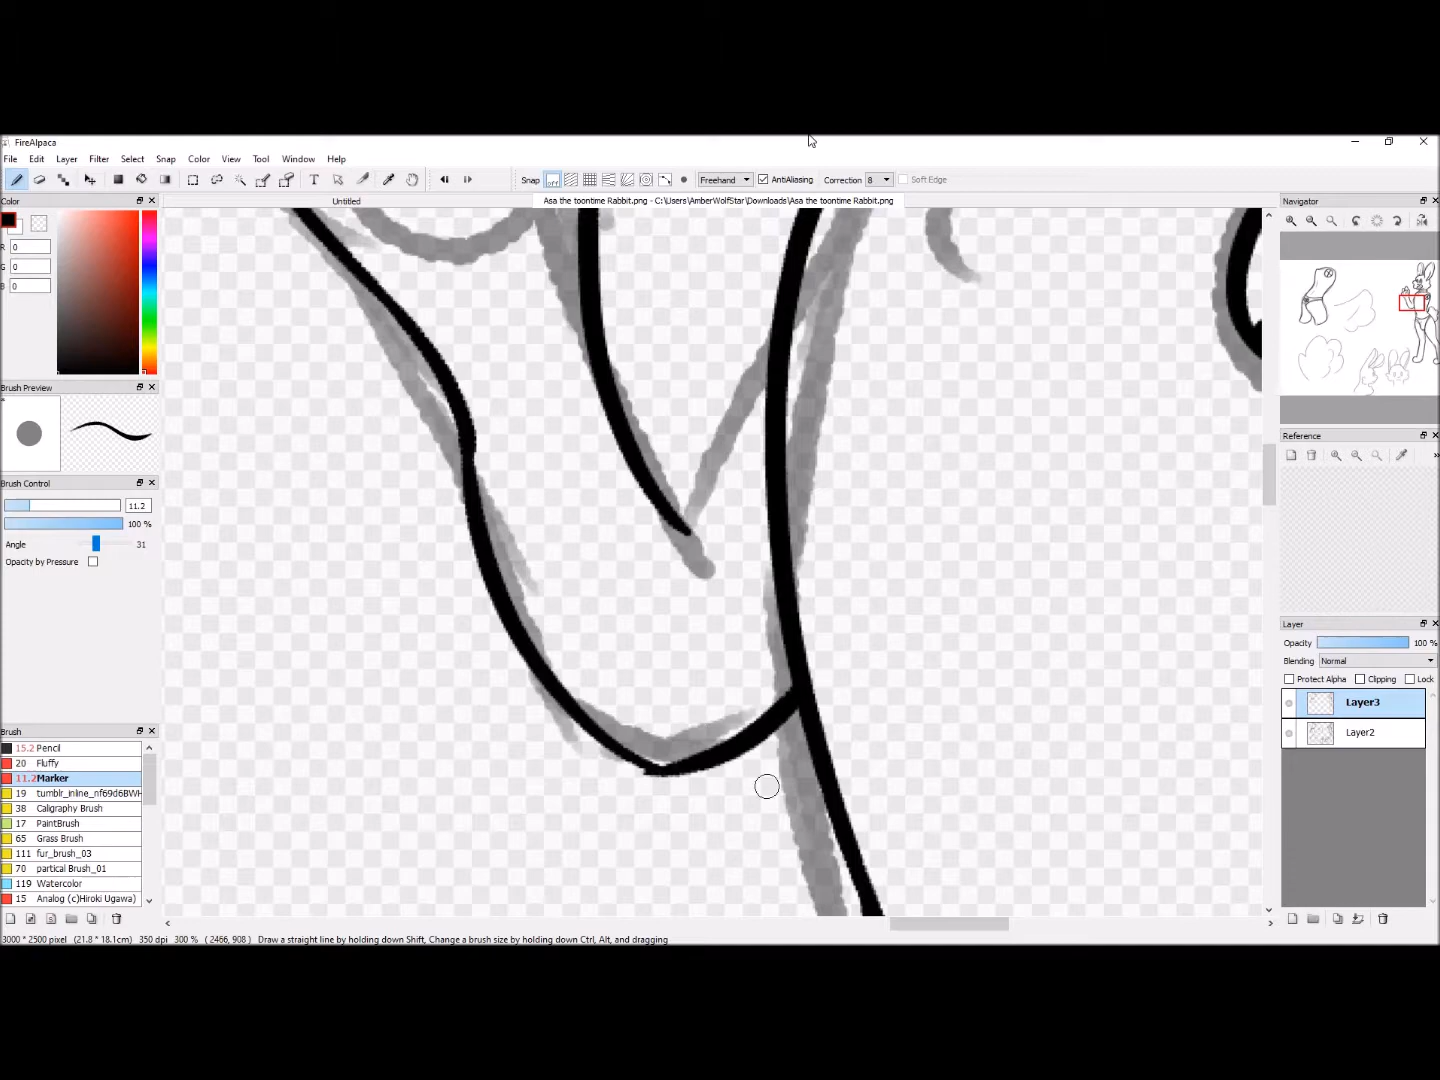 FireAlpaca
File Edit Layer Filter Select Snap Color View Tool Window Help
Snap off Freehand AntiAliasing Correction 8 Soft Edge
Color Untitled Asa the toontime Rabbit.png - C:\Users\AmberWolfStar\Downloads\Asa the toontime Rabbit.png Navigator
R 0
G 0
B 0
Brush Preview
Reference
Brush Control
11.2
100 %
Angle 31
Opacity by Pressure
Layer
Opacity 100 %
Blending Normal
Protect Alpha Clipping Lock
Layer3
Layer2
Brush
15.2 Pencil
20 Fluffy
11.2 Marker
19 tumblr_inline_nf69d6BWH
38 Caligraphy Brush
17 PaintBrush
65 Grass Brush
111 fur_brush_03
70 partical Brush_01
119 Watercolor
15 Analog (c)Hiroki Ugawa)
3000 * 2500 pixel (21.8 * 18.1cm) 350 dpi 300 % ( 2466, 908 ) Draw a straight line by holding down Shift, Change a brush size by holding down Ctrl, Alt, and dragging